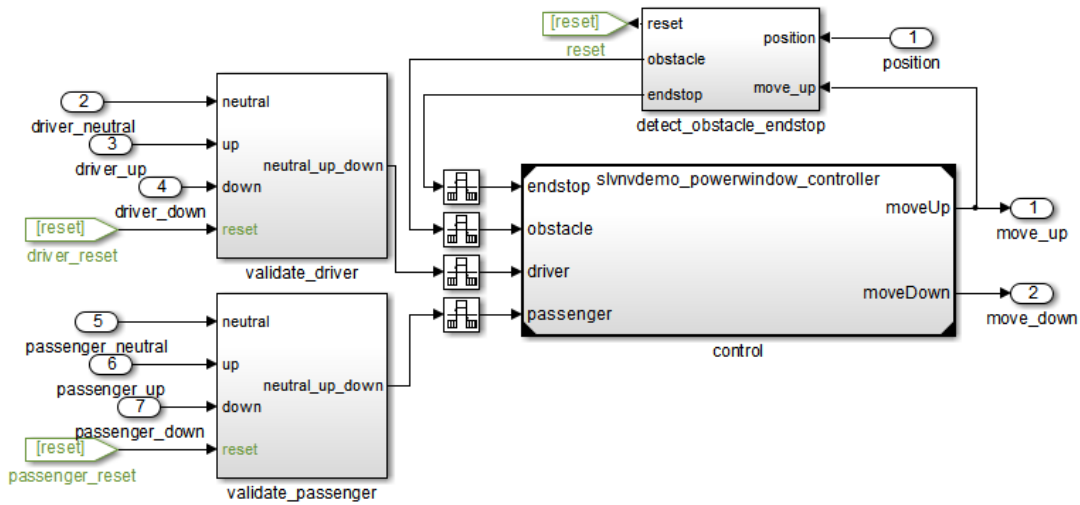 [reset]
reset
reset
obstacle
endstop
position
move_up
detect_obstacle_endstop
1
position
2
driver_neutral
3
driver_up
4
driver_down
[reset]
driver_reset
neutral
up
down
reset
neutral_up_down
validate_driver
slvnvdemo_powerwindow_controller
endstop
obstacle
driver
passenger
moveUp
moveDown
control
1
move_up
2
move_down
5
passenger_neutral
6
passenger_up
7
passenger_down
[reset]
passenger_reset
neutral
up
down
reset
neutral_up_down
validate_passenger